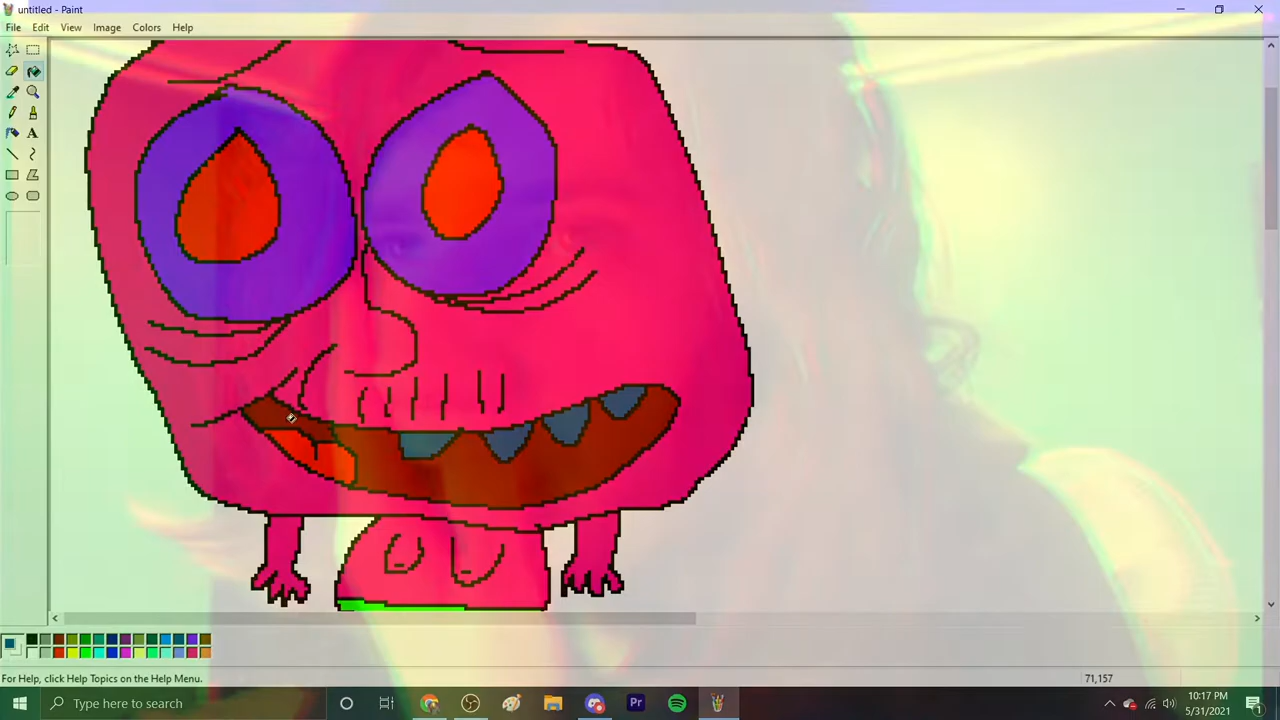 untitled - Paint
File Edit View Image Colors Help
For Help, click Help Topics on the Help Menu.
71,157
Type here to search
Pr
10:17 PM
5/31/2021